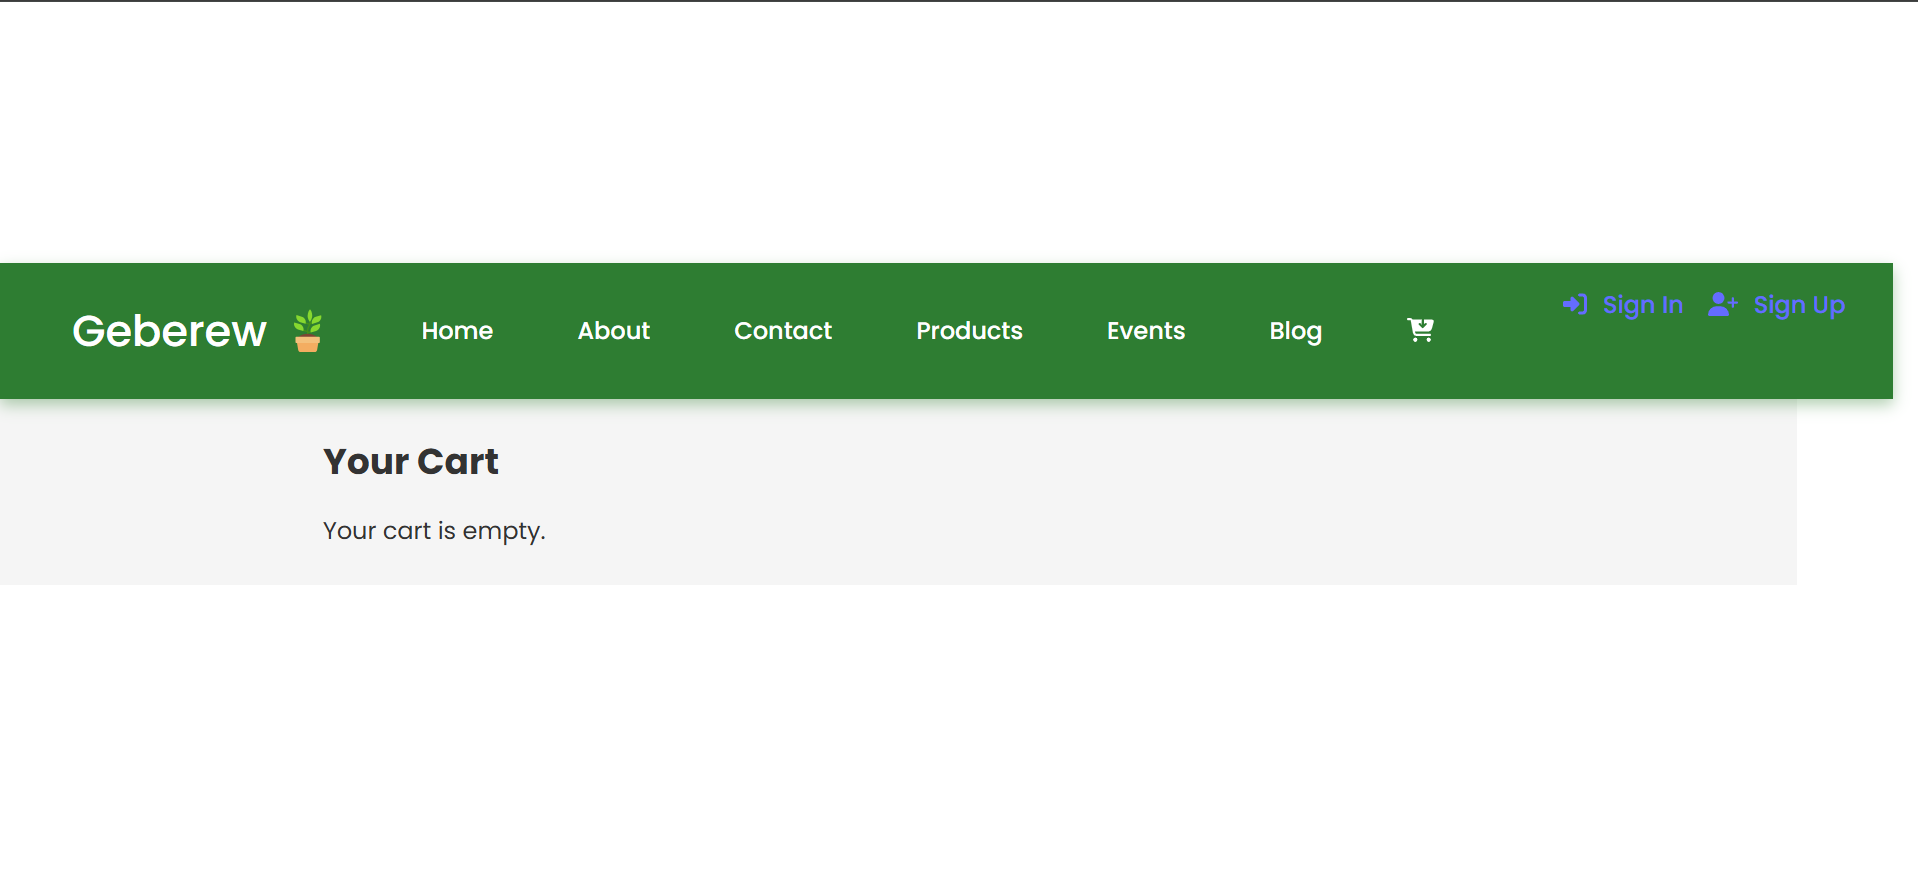 Geberew Home About Contact Products Events Blog Sign In Sign Up
Your Cart
Your cart is empty.